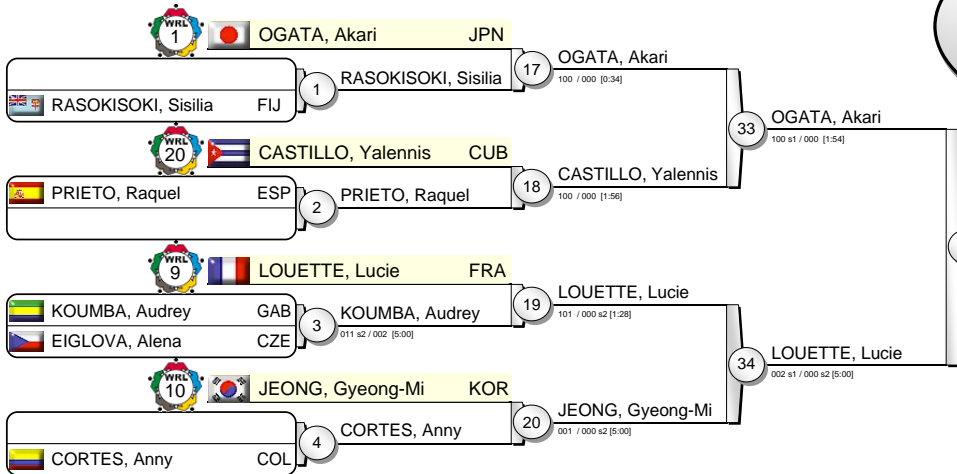 WRL
1
OGATA, Akari JPN
RASOKISOKI, Sisilia FIJ
1
RASOKISOKI, Sisilia
17
OGATA, Akari
100 / 000 [0:34]
WRL
20
CASTILLO, Yalennis CUB
PRIETO, Raquel ESP
2
PRIETO, Raquel
18
CASTILLO, Yalennis
100 / 000 [1:56]
33
OGATA, Akari
100 s1 / 000 [1:54]
WRL
9
LOUETTE, Lucie FRA
KOUMBA, Audrey GAB
EIGLOVA, Alena CZE
3
KOUMBA, Audrey
011 s2 / 002 [5:00]
19
LOUETTE, Lucie
101 / 000 s2 [1:28]
WRL
10
JEONG, Gyeong-Mi KOR
CORTES, Anny COL
4
CORTES, Anny
20
JEONG, Gyeong-Mi
001 / 000 s2 [5:00]
34
LOUETTE, Lucie
002 s1 / 000 s2 [5:00]